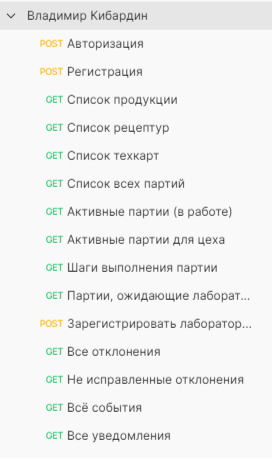 Владимир Кибардин
POST Авторизация
POST Регистрация
GET Список продукции
GET Список рецептур
GET Список техкарт
GET Список всех партий
GET Активные партии (в работе)
GET Активные партии для цеха
GET Шаги выполнения партии
GET Партии, ожидающие лаборат...
POST Зарегистрировать лаборатор...
GET Все отклонения
GET Не исправленные отклонения
GET Всё события
GET Все уведомления